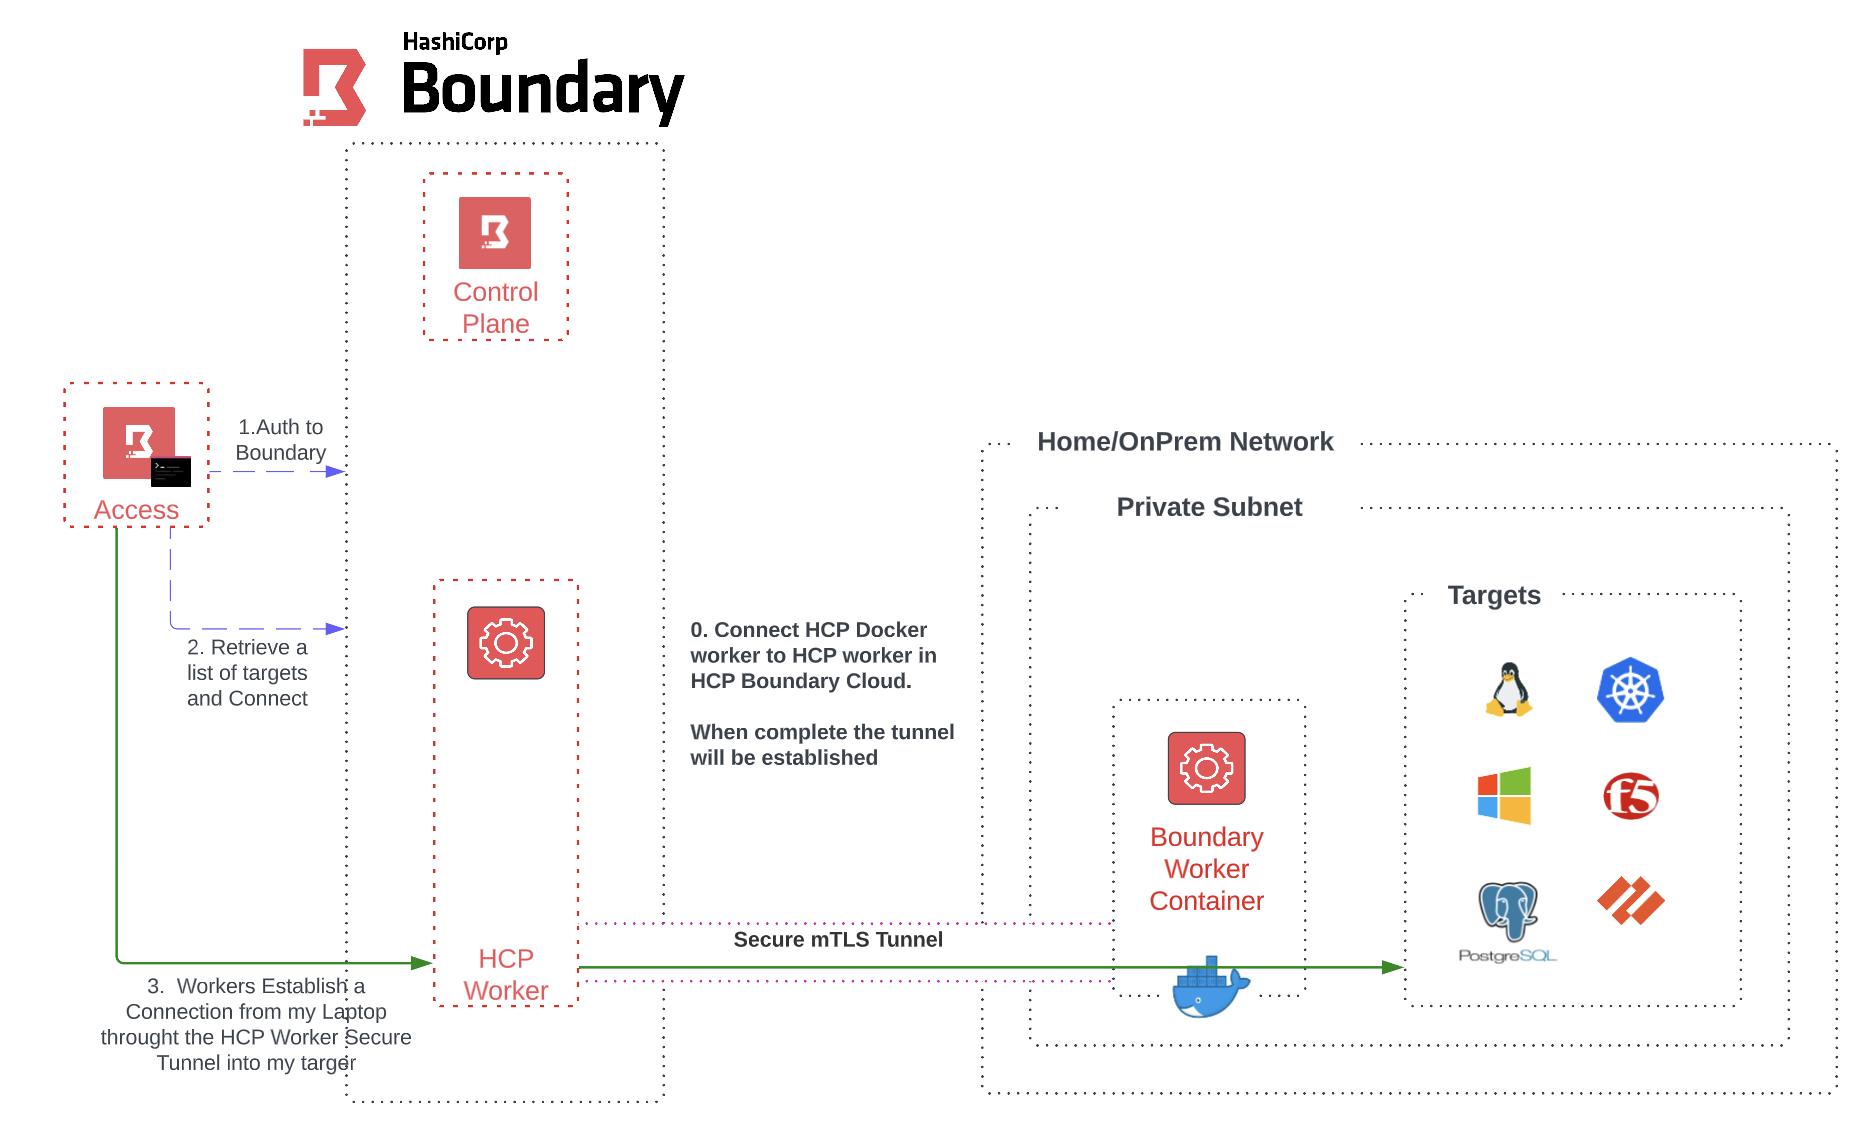 HashiCorp
Boundary
Control
Plane
Access
1.Auth to
Boundary
2. Retrieve a
list of targets
and Connect
HCP
Worker
3. Workers Establish a
Connection from my Laptop
throught the HCP Worker Secure
Tunnel into my targer
0. Connect HCP Docker
worker to HCP worker in
HCP Boundary Cloud.
When complete the tunnel
will be established
Secure mTLS Tunnel
Home/OnPrem Network
Private Subnet
Boundary
Worker
Container
Targets
f5
PostgreSQL